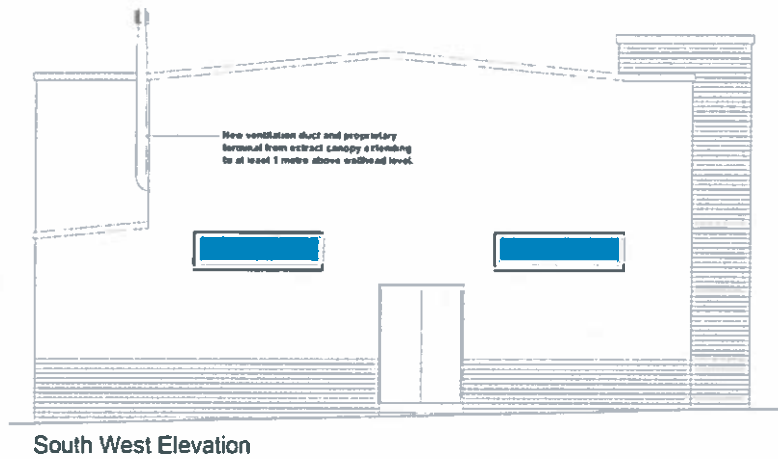 New ventilation duct and proprietary
terminal from extract canopy extending
to at least 1 metre above wallhead level.
South West Elevation